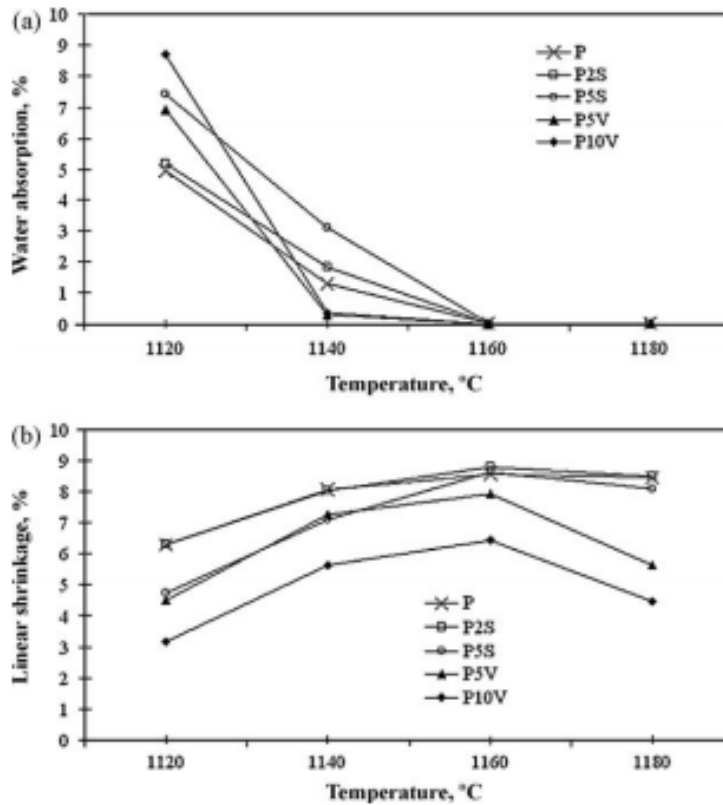 (a)
10
9
8
7
6
5
4
3
2
1
0
Water absorption, %
P
P2S
P5S
P5V
P10V
1120 1140 1160 1180
Temperature, ºC
(b)
10
9
8
7
6
5
4
3
2
1
0
Linear shrinkage, %
P
P2S
P5S
P5V
P10V
1120 1140 1160 1180
Temperature, ºC